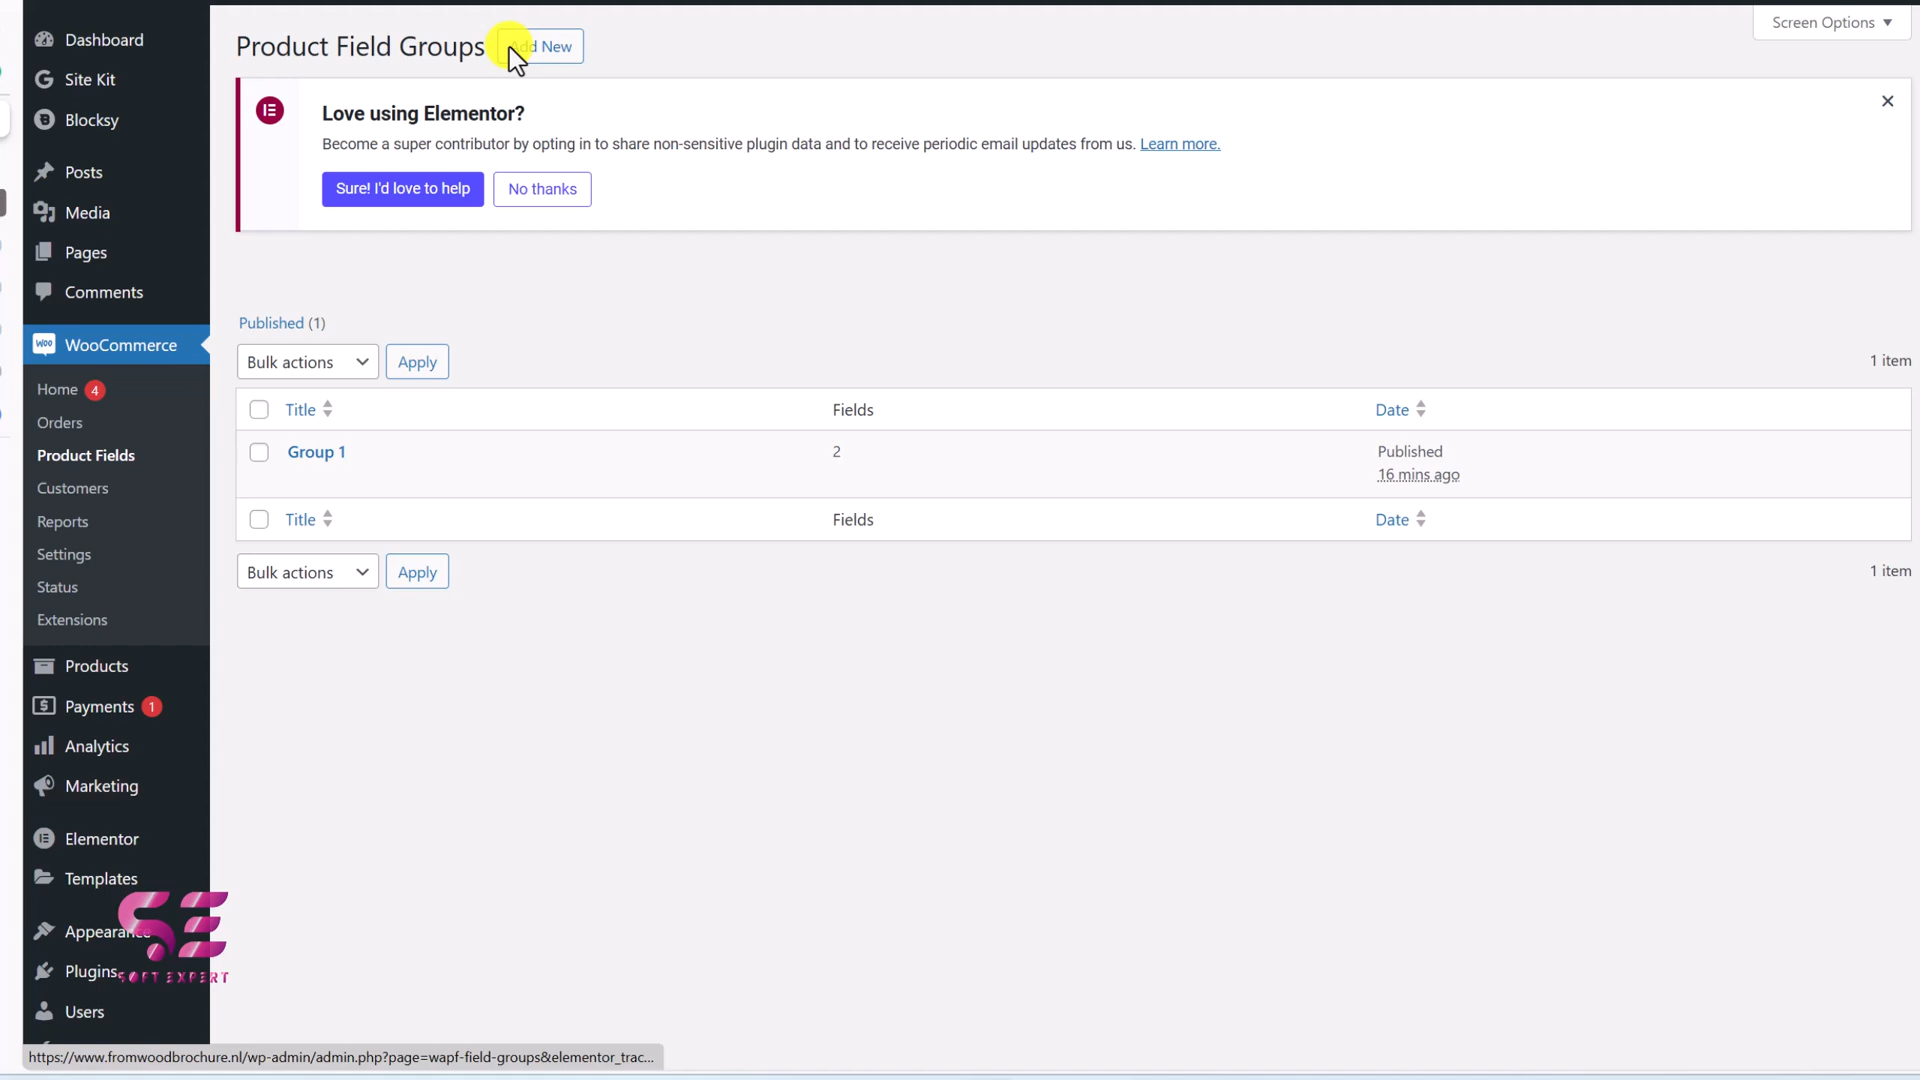 Dashboard
Site Kit
Blocksy
Posts
Media
Pages
Comments
WooCommerce
Home 4
Orders
Product Fields
Customers
Reports
Settings
Status
Extensions
Products
Payments 1
Analytics
Marketing
Elementor
Templates
Appearance
Plugins
Users
SE
SOFT EXPERT
Screen Options
Product Field Groups
Add New
Love using Elementor?
Become a super contributor by opting in to share non-sensitive plugin data and to receive periodic email updates from us. Learn more.
Sure! I'd love to help
No thanks
Published (1)
Bulk actions
Apply
1 item
Title
Fields
Date
Group 1
2
Published
16 mins ago
Title
Fields
Date
Bulk actions
Apply
1 item
https://www.fromwoodbrochure.nl/wp-admin/admin.php?page=wapf-field-groups&elementor_trac...